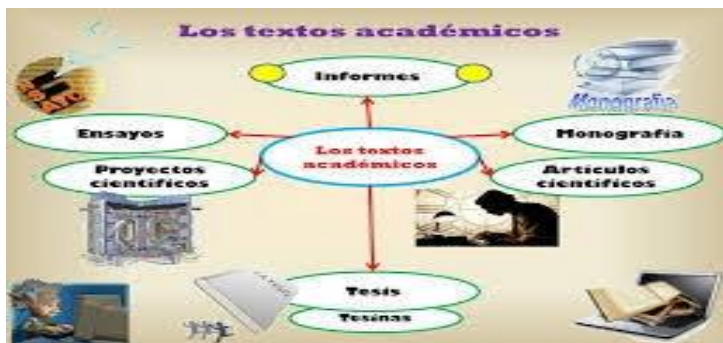 Los textos académicos
Informes
Monografía
Ensayos
Monografía
Los textos
académicos
Proyectos
científicos
Artículos
científicos
Tesis
Tesinas